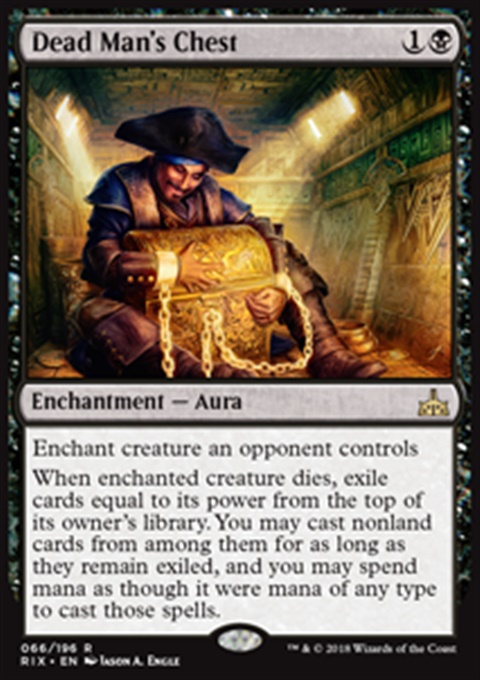 Dead Man's Chest 1
Enchantment — Aura
Enchant creature an opponent controls
When enchanted creature dies, exile
cards equal to its power from the top of
its owner's library. You may cast nonland
cards from among them for as long as
they remain exiled, and you may spend
mana as though it were mana of any type
to cast those spells.
066/196 R
RIX • EN Jason A. Engle
™ & © 2018 Wizards of the Coast